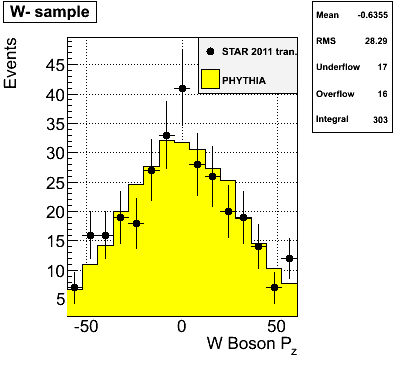 W- sample
Mean -0.6355
RMS 28.29
Underflow 17
Overflow 16
Integral 303
STAR 2011 tran.
PHYTHIA
Events
45
40
35
30
25
20
15
10
5
-50 0 50
W Boson Pz